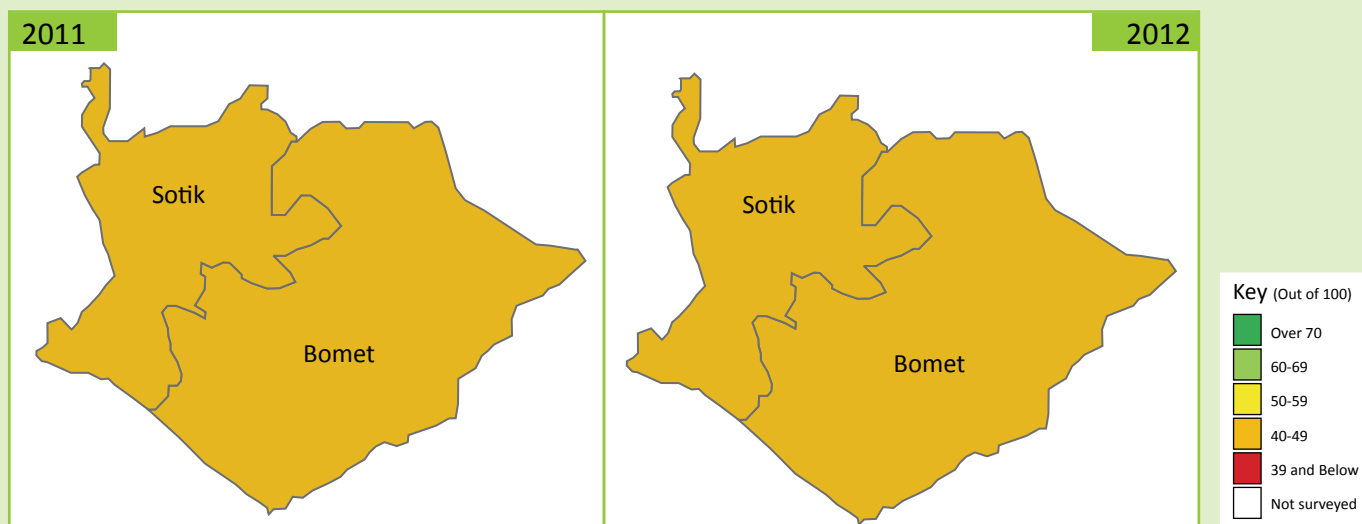 2011
2012
Sotik
Bomet
Sotik
Bomet
Key (Out of 100)
Over 70
60-69
50-59
40-49
39 and Below
Not surveyed